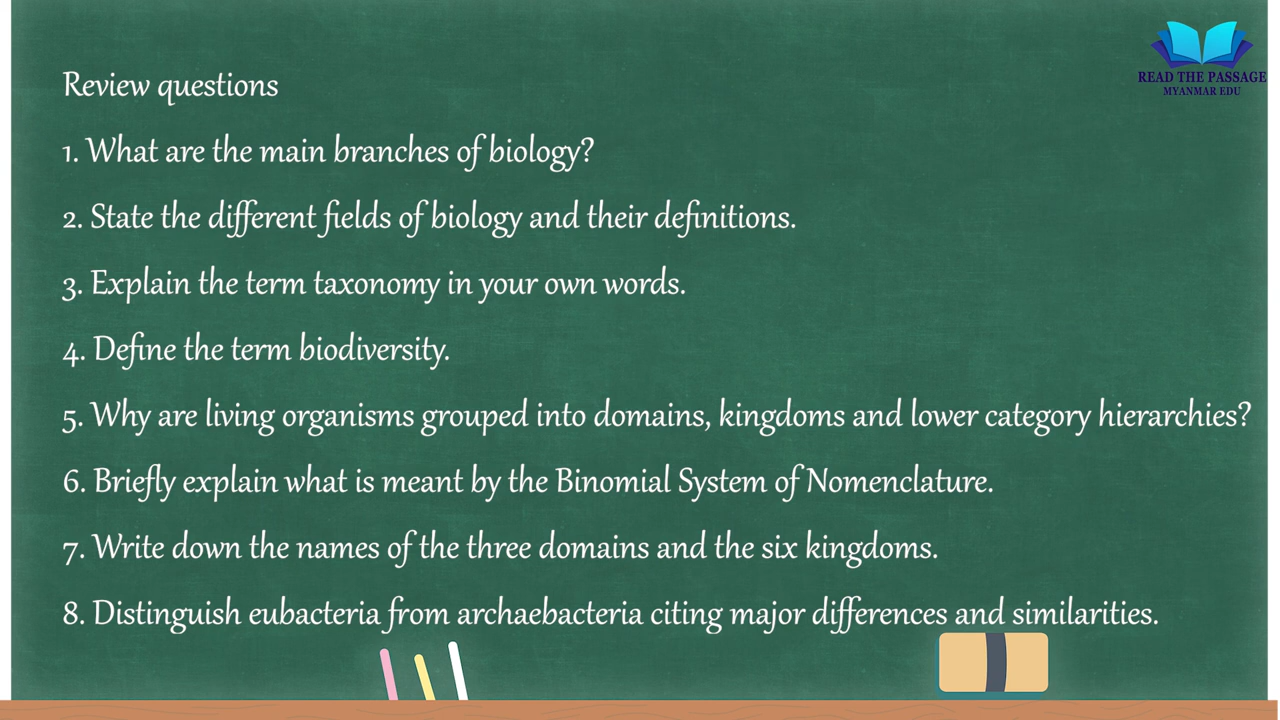 READ THE PASSAGE
MYANMAR EDU
Review questions
1. What are the main branches of biology?
2. State the different fields of biology and their definitions.
3. Explain the term taxonomy in your own words.
4. Define the term biodiversity.
5. Why are living organisms grouped into domains, kingdoms and lower category hierarchies?
6. Briefly explain what is meant by the Binomial System of Nomenclature.
7. Write down the names of the three domains and the six kingdoms.
8. Distinguish eubacteria from archaebacteria citing major differences and similarities.